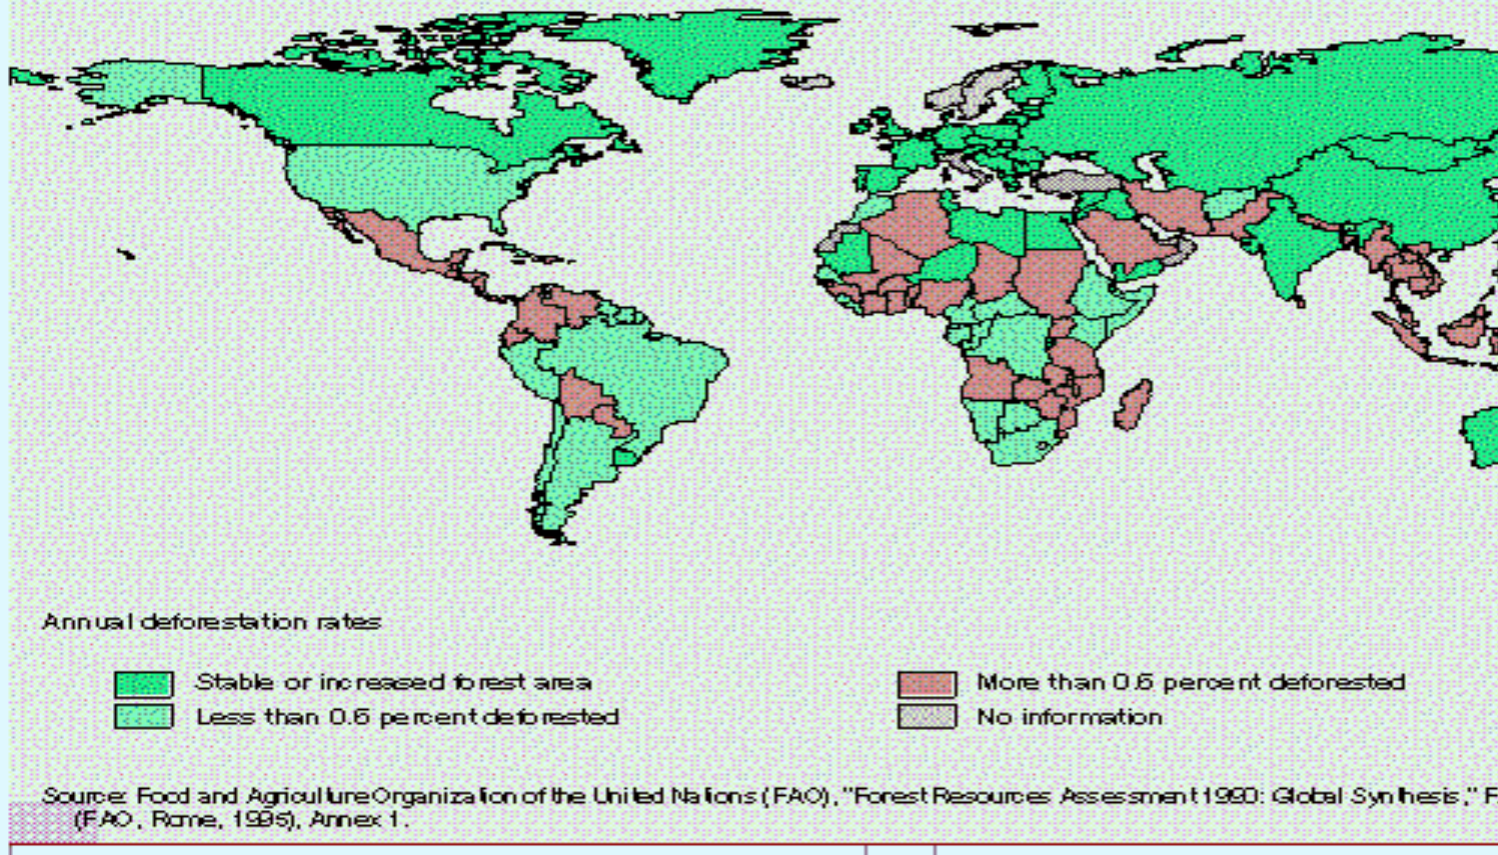 Annual deforestation rates
Stable or increased forest area
More than 0.6 percent deforested
Less than 0.6 percent deforested
No information
Source: Food and Agriculture Organization of the United Nations (FAO), "Forest Resources Assessment 1990: Global Synthesis," F
(FAO, Rome, 1995), Annex 1.